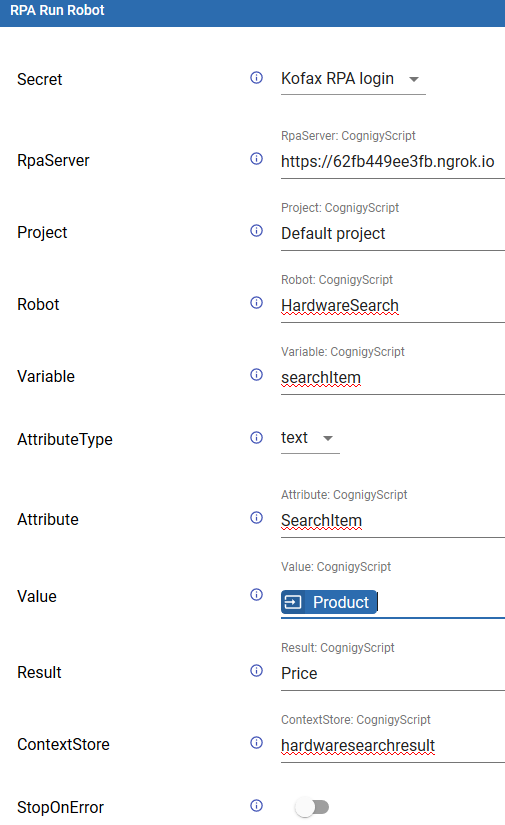 RPA Run Robot
Secret
Kofax RPA login
RpaServer: CognigyScript
RpaServer
https://62fb449ee3fb.ngrok.io
Project: CognigyScript
Project
Default project
Robot: CognigyScript
Robot
HardwareSearch
Variable: CognigyScript
Variable
searchItem
AttributeType
text
Attribute: CognigyScript
Attribute
SearchItem
Value: CognigyScript
Value
Product
Result: CognigyScript
Result
Price
ContextStore: CognigyScript
ContextStore
hardwaresearchresult
StopOnError